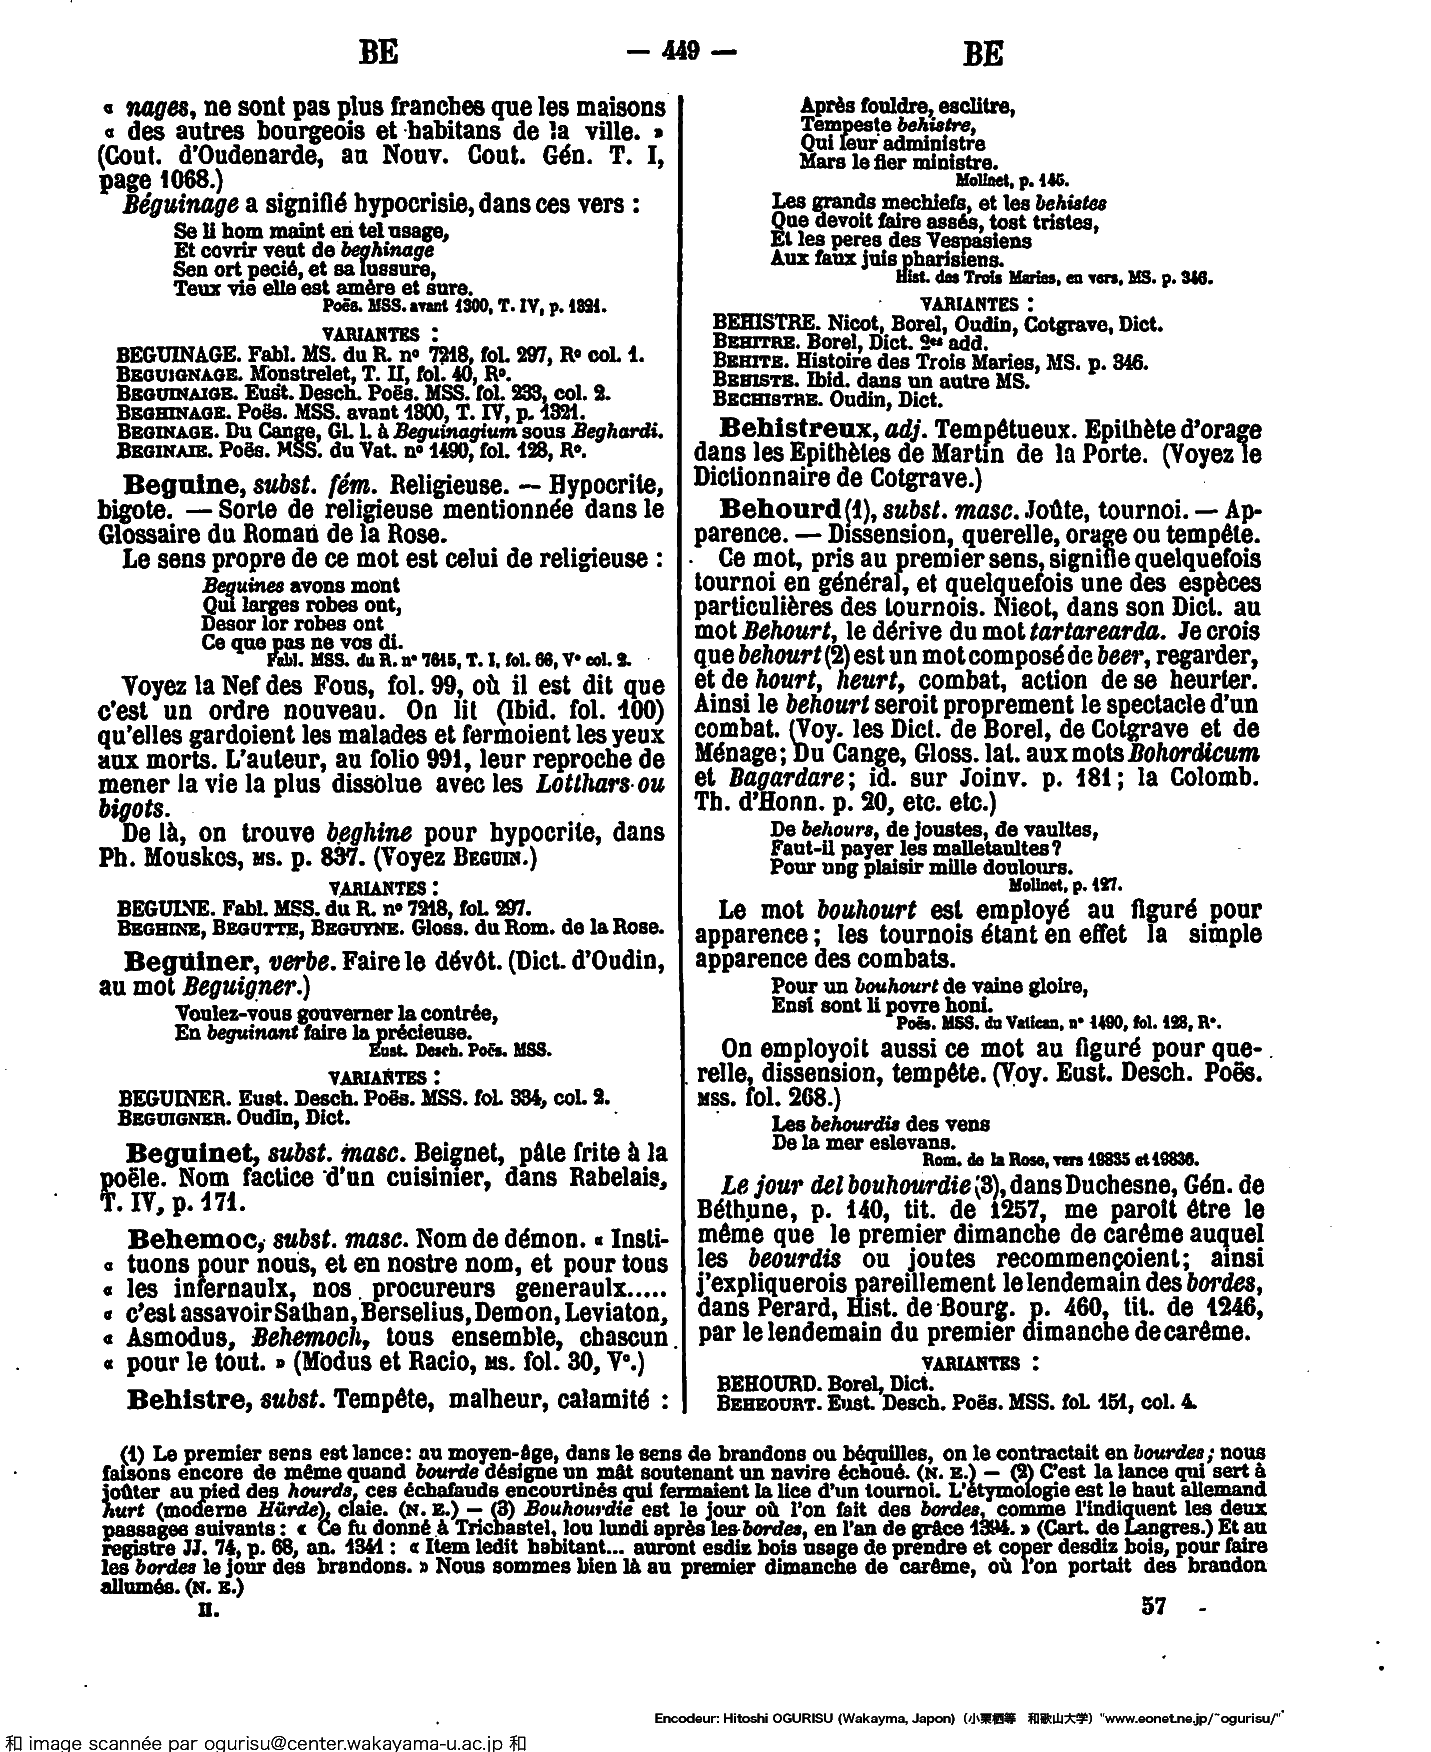 BE — 449 — BE
« nages, ne sont pas plus franches que les maisons
« des autres bourgeois et habitans de la ville. »
(Cout. d'Oudenarde, au Nouv. Cout. Gén. T. I,
page 1068.)
Béguinage a signifié hypocrisie, dans ces vers :
Se li hom maint en tel usage,
Et covrir veut de beghinage
Sen ort pecié, et sa lussure,
Teux vie elle est amère et sure.
Poës. MSS. avant 1300, T. IV, p. 1321.
VARIANTES :
BEGUINAGE. Fabl. MS. du R. nº 7218, fol. 297, Rº col. 1.
BEGUIGNAGE. Monstrelet, T. II, fol. 40, Rº.
BEGUINAIGE. Eust. Desch. Poës. MSS. fol. 233, col. 2.
BEGHINAGE. Poës. MSS. avant 1300, T. IV, p. 1321.
BEGINAGE. Du Cange, Gl. l. à Beguinagium sous Beghardi.
BEGINAIE. Poës. MSS. du Vat. nº 1490, fol. 128, Rº.
Beguine, subst. fém. Religieuse. — Hypocrite,
bigote. — Sorte de religieuse mentionnée dans le
Glossaire du Roman de la Rose.
Le sens propre de ce mot est celui de religieuse :
Beguines avons mont
Qui larges robes ont,
Desor lor robes ont
Ce que pas ne vos di.
Fabl. MSS. du R. nº 7615, T. I, fol. 66, Vº col. 2.
Voyez la Nef des Fous, fol. 99, où il est dit que
c'est un ordre nouveau. On lit (Ibid. fol. 100)
qu'elles gardoient les malades et fermoient les yeux
aux morts. L'auteur, au folio 991, leur reproche de
mener la vie la plus dissolue avec les Lotthars ou
bigots.
De là, on trouve beghine pour hypocrite, dans
Ph. Mouskes, MS. p. 837. (Voyez BEGUIN.)
VARIANTES :
BEGUINE. Fabl. MSS. du R. nº 7218, fol. 297.
BEGHINE, BEGUTTE, BEGUYNE. Gloss. du Rom. de la Rose.
Beguiner, verbe. Faire le dévôt. (Dict. d'Oudin,
au mot Beguigner.)
Voulez-vous gouverner la contrée,
En beguinant faire la précieuse.
Eust. Desch. Poës. MSS.
VARIANTES :
BEGUINER. Eust. Desch. Poës. MSS. fol. 334, col. 2.
BEGUIGNER. Oudin, Dict.
Beguinet, subst. masc. Beignet, pâte frite à la
poële. Nom factice d'un cuisinier, dans Rabelais,
T. IV, p. 171.
Behemoc, subst. masc. Nom de démon. « Insti-
« tuons pour nous, et en nostre nom, et pour tous
« les infernaulx, nos procureurs generaulx.....
« c'est assavoir Sathan, Berselius, Demon, Leviaton,
« Asmodus, Behemoch, tous ensemble, chascun
« pour le tout. » (Modus et Racio, MS. fol. 30, Vº.)
Behistre, subst. Tempête, malheur, calamité :
Après fouldre, esclitre,
Tempeste behistre,
Qui leur administre
Mars le fier ministre.
Molinet, p. 145.
Les grands mechiefs, et les behistes
Que devoit faire assés, tost tristes,
Et les peres des Vespasiens
Aux faux juis pharisiens.
Hist. des Trois Maries, en vers, MS. p. 346.
VARIANTES :
BEHISTRE. Nicot, Borel, Oudin, Cotgrave, Dict.
BEHITRE. Borel, Dict. 2es add.
BEHITE. Histoire des Trois Maries, MS. p. 346.
BEHISTE. Ibid. dans un autre MS.
BECHISTRE. Oudin, Dict.
Behistreux, adj. Tempêtueux. Epithète d'orage
dans les Epithètes de Martin de la Porte. (Voyez le
Dictionnaire de Cotgrave.)
Behourd (1), subst. masc. Joûte, tournoi. — Ap-
parence. — Dissension, querelle, orage ou tempête.
Ce mot, pris au premier sens, signifie quelquefois
tournoi en général, et quelquefois une des espèces
particulières des tournois. Nicot, dans son Dict. au
mot Behourt, le dérive du mot tartarearda. Je crois
que behourt (2) est un mot composé de beer, regarder,
et de hourt, heurt, combat, action de se heurter.
Ainsi le behourt seroit proprement le spectacle d'un
combat. (Voy. les Dict. de Borel, de Cotgrave et de
Ménage; Du Cange, Gloss. lat. aux mots Bohordicum
et Bagardare; id. sur Joinv. p. 181; la Colomb.
Th. d'Honn. p. 20, etc. etc.)
De behours, de joustes, de vaultes,
Faut-il payer les malletaultes?
Pour ung plaisir mille doulours.
Molinet, p. 127.
Le mot bouhourt est employé au figuré pour
apparence; les tournois étant en effet la simple
apparence des combats.
Pour un bouhourt de vaine gloire,
Ensi sont li povre honi.
Poës. MSS. du Vatican, nº 1490, fol. 128, Rº.
On employoit aussi ce mot au figuré pour que-
relle, dissension, tempête. (Voy. Eust. Desch. Poës.
MSS. fol. 268.)
Les behourdis des vens
De la mer eslevans.
Rom. de la Rose, vers 18835 et 18836.
Le jour del bouhourdie (3), dans Duchesne, Gén. de
Béthune, p. 140, tit. de 1257, me paroît être le
même que le premier dimanche de carême auquel
les beourdis ou joutes recommençoient; ainsi
j'expliquerois pareillement le lendemain des bordes,
dans Perard, Hist. de Bourg. p. 460, tit. de 1246,
par le lendemain du premier dimanche de carême.
VARIANTES :
BEHOURD. Borel, Dict.
BEHEOURT. Eust. Desch. Poës. MSS. fol. 151, col. 4.
(1) Le premier sens est lance: au moyen-âge, dans le sens de brandons ou béquilles, on le contractait en bourdes; nous
faisons encore de même quand bourde désigne un mât soutenant un navire échoué. (N. E.) — (2) C'est la lance qui sert à
joûter au pied des hourds, ces échafauds encourtinés qui fermaient la lice d'un tournoi. L'étymologie est le haut allemand
hurt (moderne Hürde), claie. (N. E.) — (3) Bouhourdie est le jour où l'on fait des bordes, comme l'indiquent les deux
passages suivants : « Ce fu donné à Trichastel, lou lundi après les bordes, en l'an de grâce 1394. » (Cart. de Langres.) Et au
registre JJ. 74, p. 68, an. 1341 : « Item ledit habitant... auront esdiz bois usage de prendre et coper desdiz bois, pour faire
les bordes le jour des brandons. » Nous sommes bien là au premier dimanche de carême, où l'on portait des brandon
allumés. (N. E.)
II. 57
Encodeur: Hitoshi OGURISU (Wakayma, Japon) (小栗栖等 和歌山大学) "www.eonet.ne.jp/~ogurisu/"
和 image scannée par ogurisu@center.wakayama-u.ac.jp 和